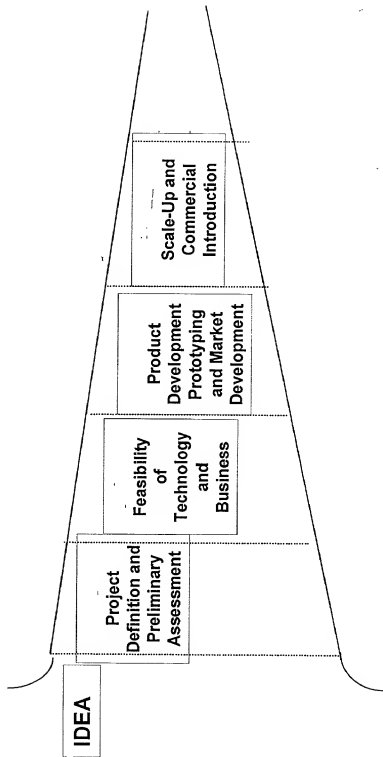 IDEA
Project
Definition and
Preliminary
Assessment
Feasibility
of
Technology
and
Business
Product
Development
Prototyping
and Market
Development
Scale-Up and
Commercial
Introduction